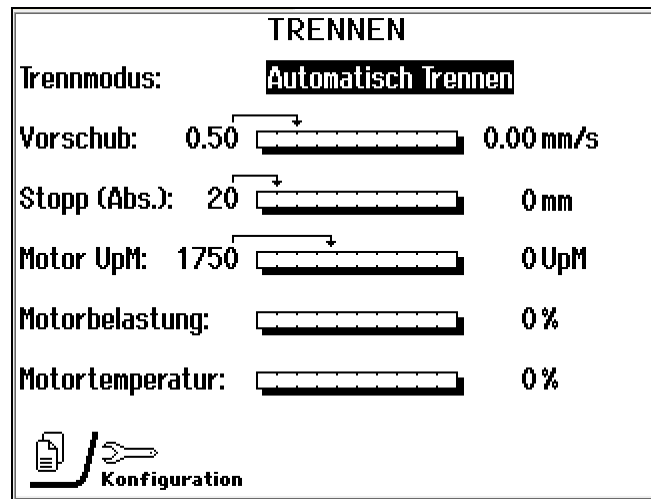 TRENNEN
Trennmodus: Automatisch Trennen
Vorschub: 0.50 0.00 mm/s
Stopp (Abs.): 20 0 mm
Motor UpM: 1750 0 UpM
Motorbelastung: 0 %
Motortemperatur: 0 %
Konfiguration